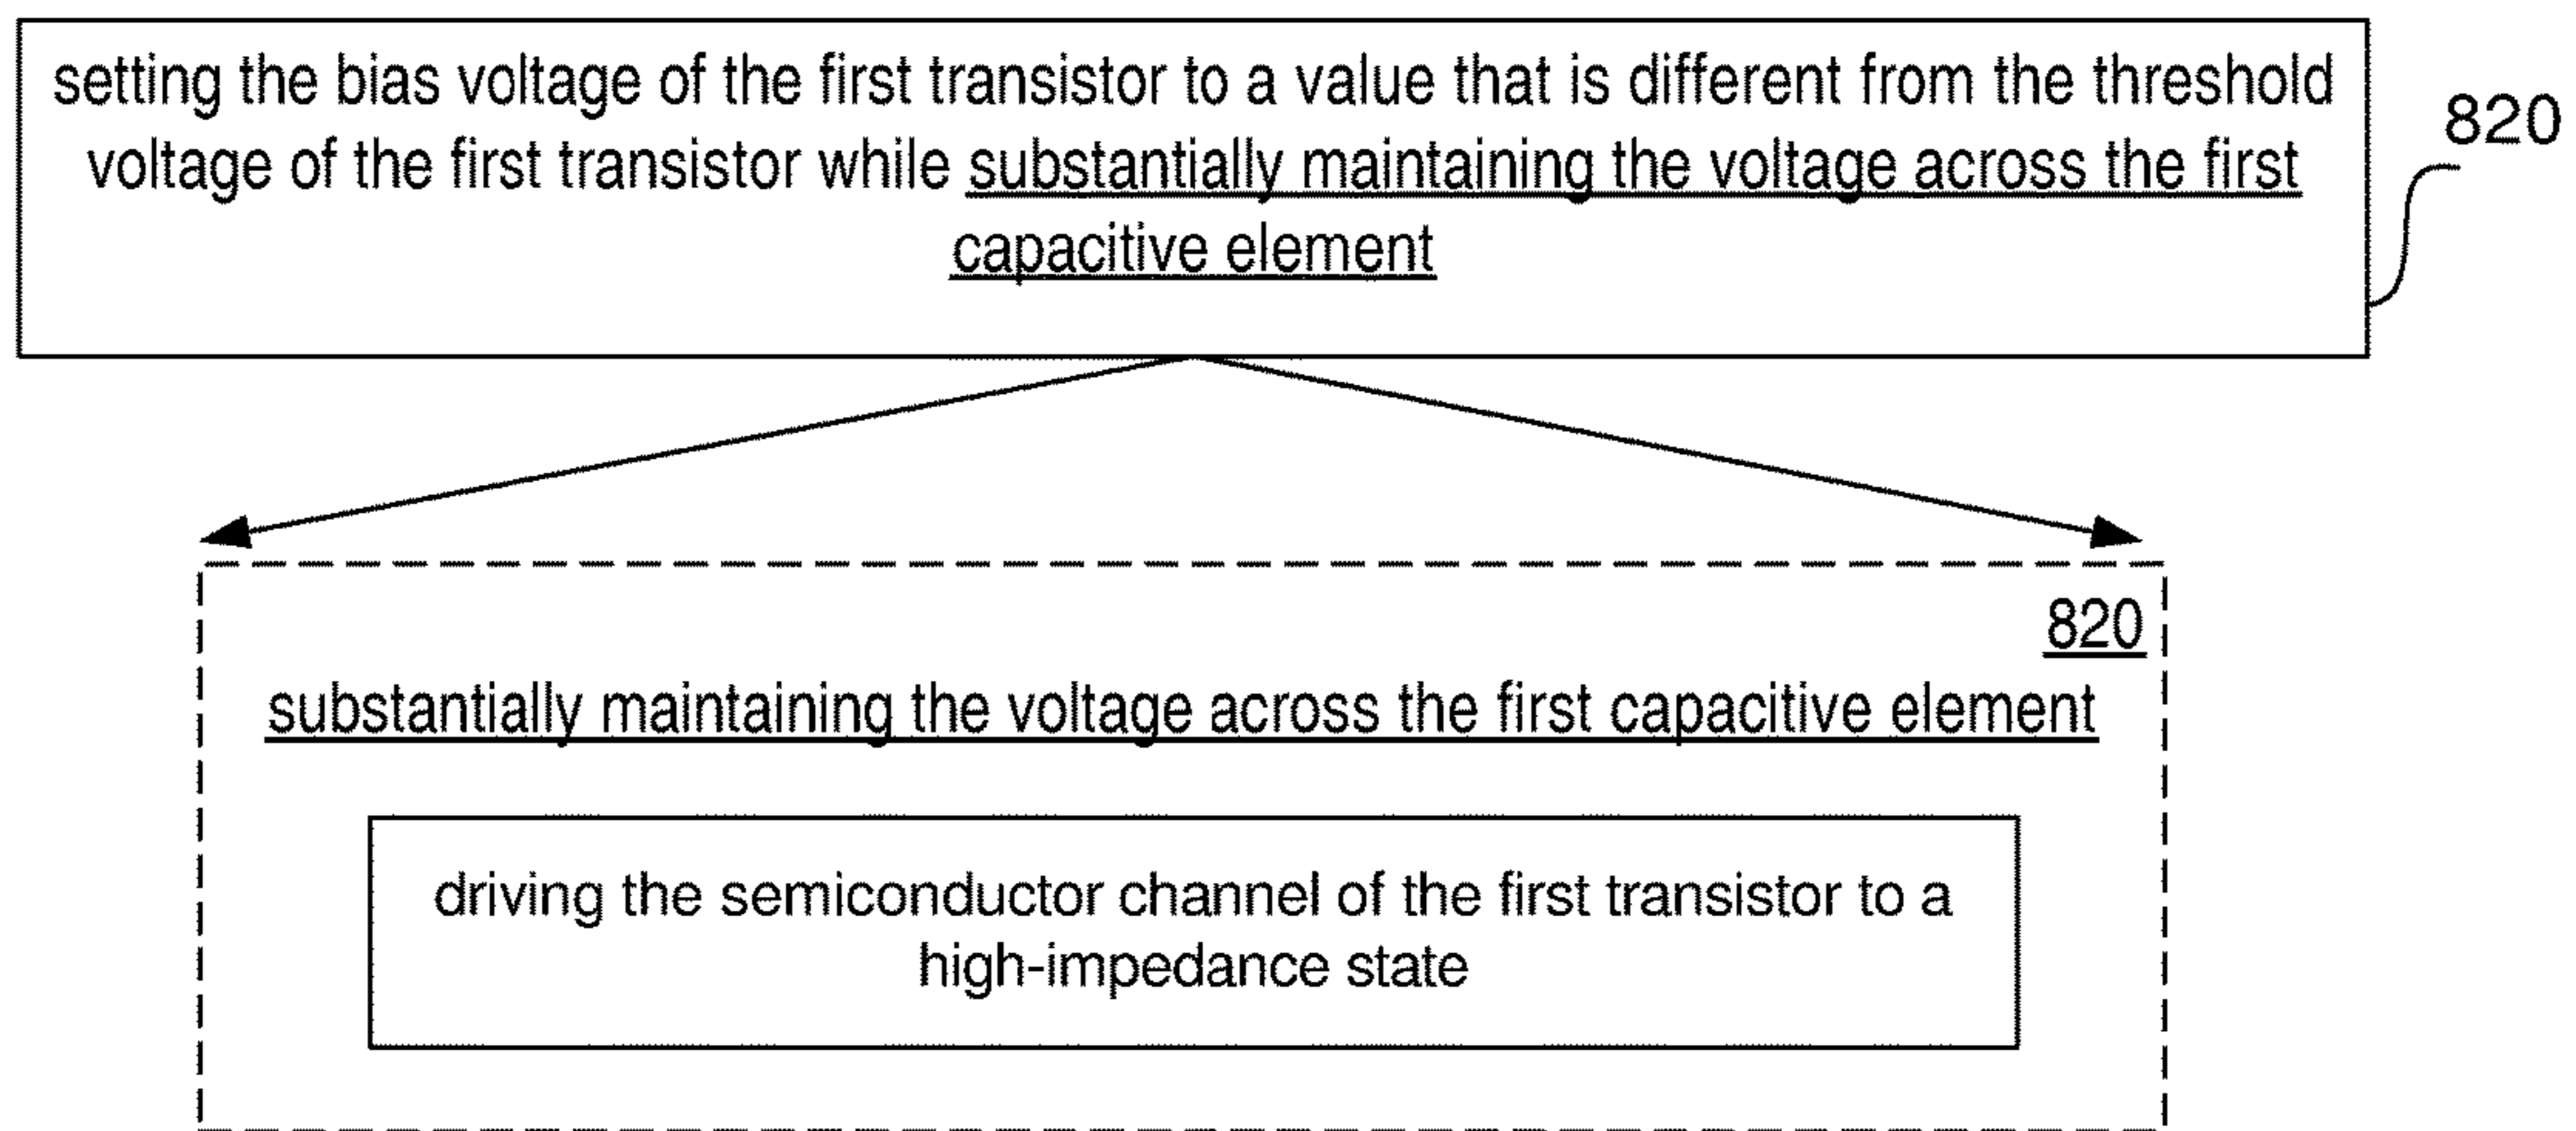 setting the bias voltage of the first transistor to a value that is different from the threshold
voltage of the first transistor while substantially maintaining the voltage across the first
capacitive element
820
820
substantially maintaining the voltage across the first capacitive element
driving the semiconductor channel of the first transistor to a
high-impedance state